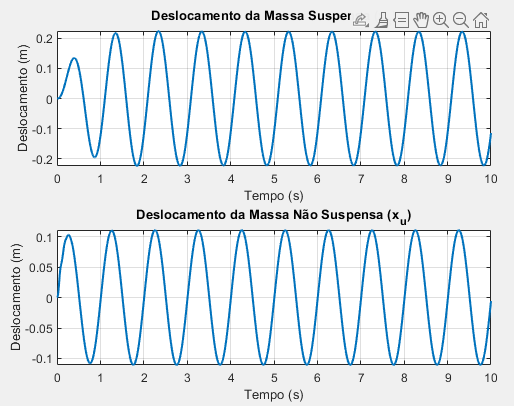 Deslocamento da Massa Susper
Deslocamento (m)
0.2
0.1
0
-0.1
-0.2
0 1 2 3 4 5 6 7 8 9 10
Tempo (s)
Deslocamento da Massa Não Suspensa (x_u)
Deslocamento (m)
0.1
0.05
0
-0.05
-0.1
0 1 2 3 4 5 6 7 8 9 10
Tempo (s)